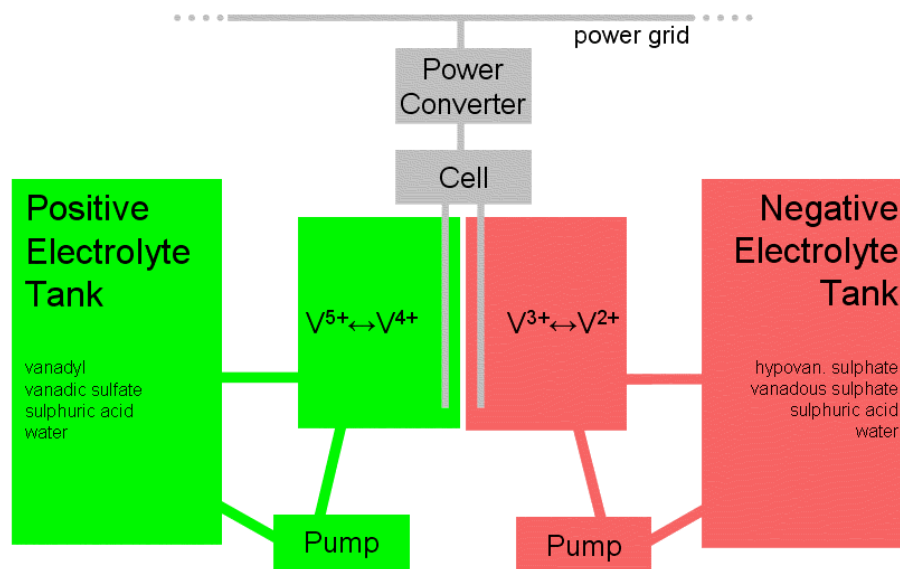 power grid
Power
Converter
Cell
Positive
Electrolyte
Tank
vanadyl
vanadic sulfate
sulphuric acid
water
V⁵⁺↔V⁴⁺
V³⁺↔V²⁺
Negative
Electrolyte
Tank
hypovan. sulphate
vanadous sulphate
sulphuric acid
water
Pump
Pump